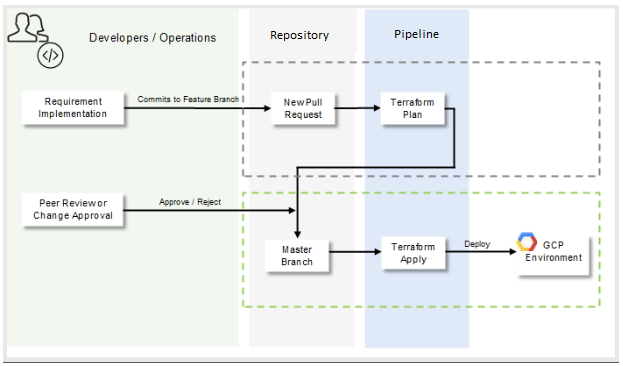 Developers / Operations
Repository
Pipeline
</>
Requirement
Implementation
Commits to Feature Branch
New Pull
Request
Terraform
Plan
Peer Review or
Change Approval
Approve / Reject
Master
Branch
Terraform
Apply
Deploy
GCP
Environment